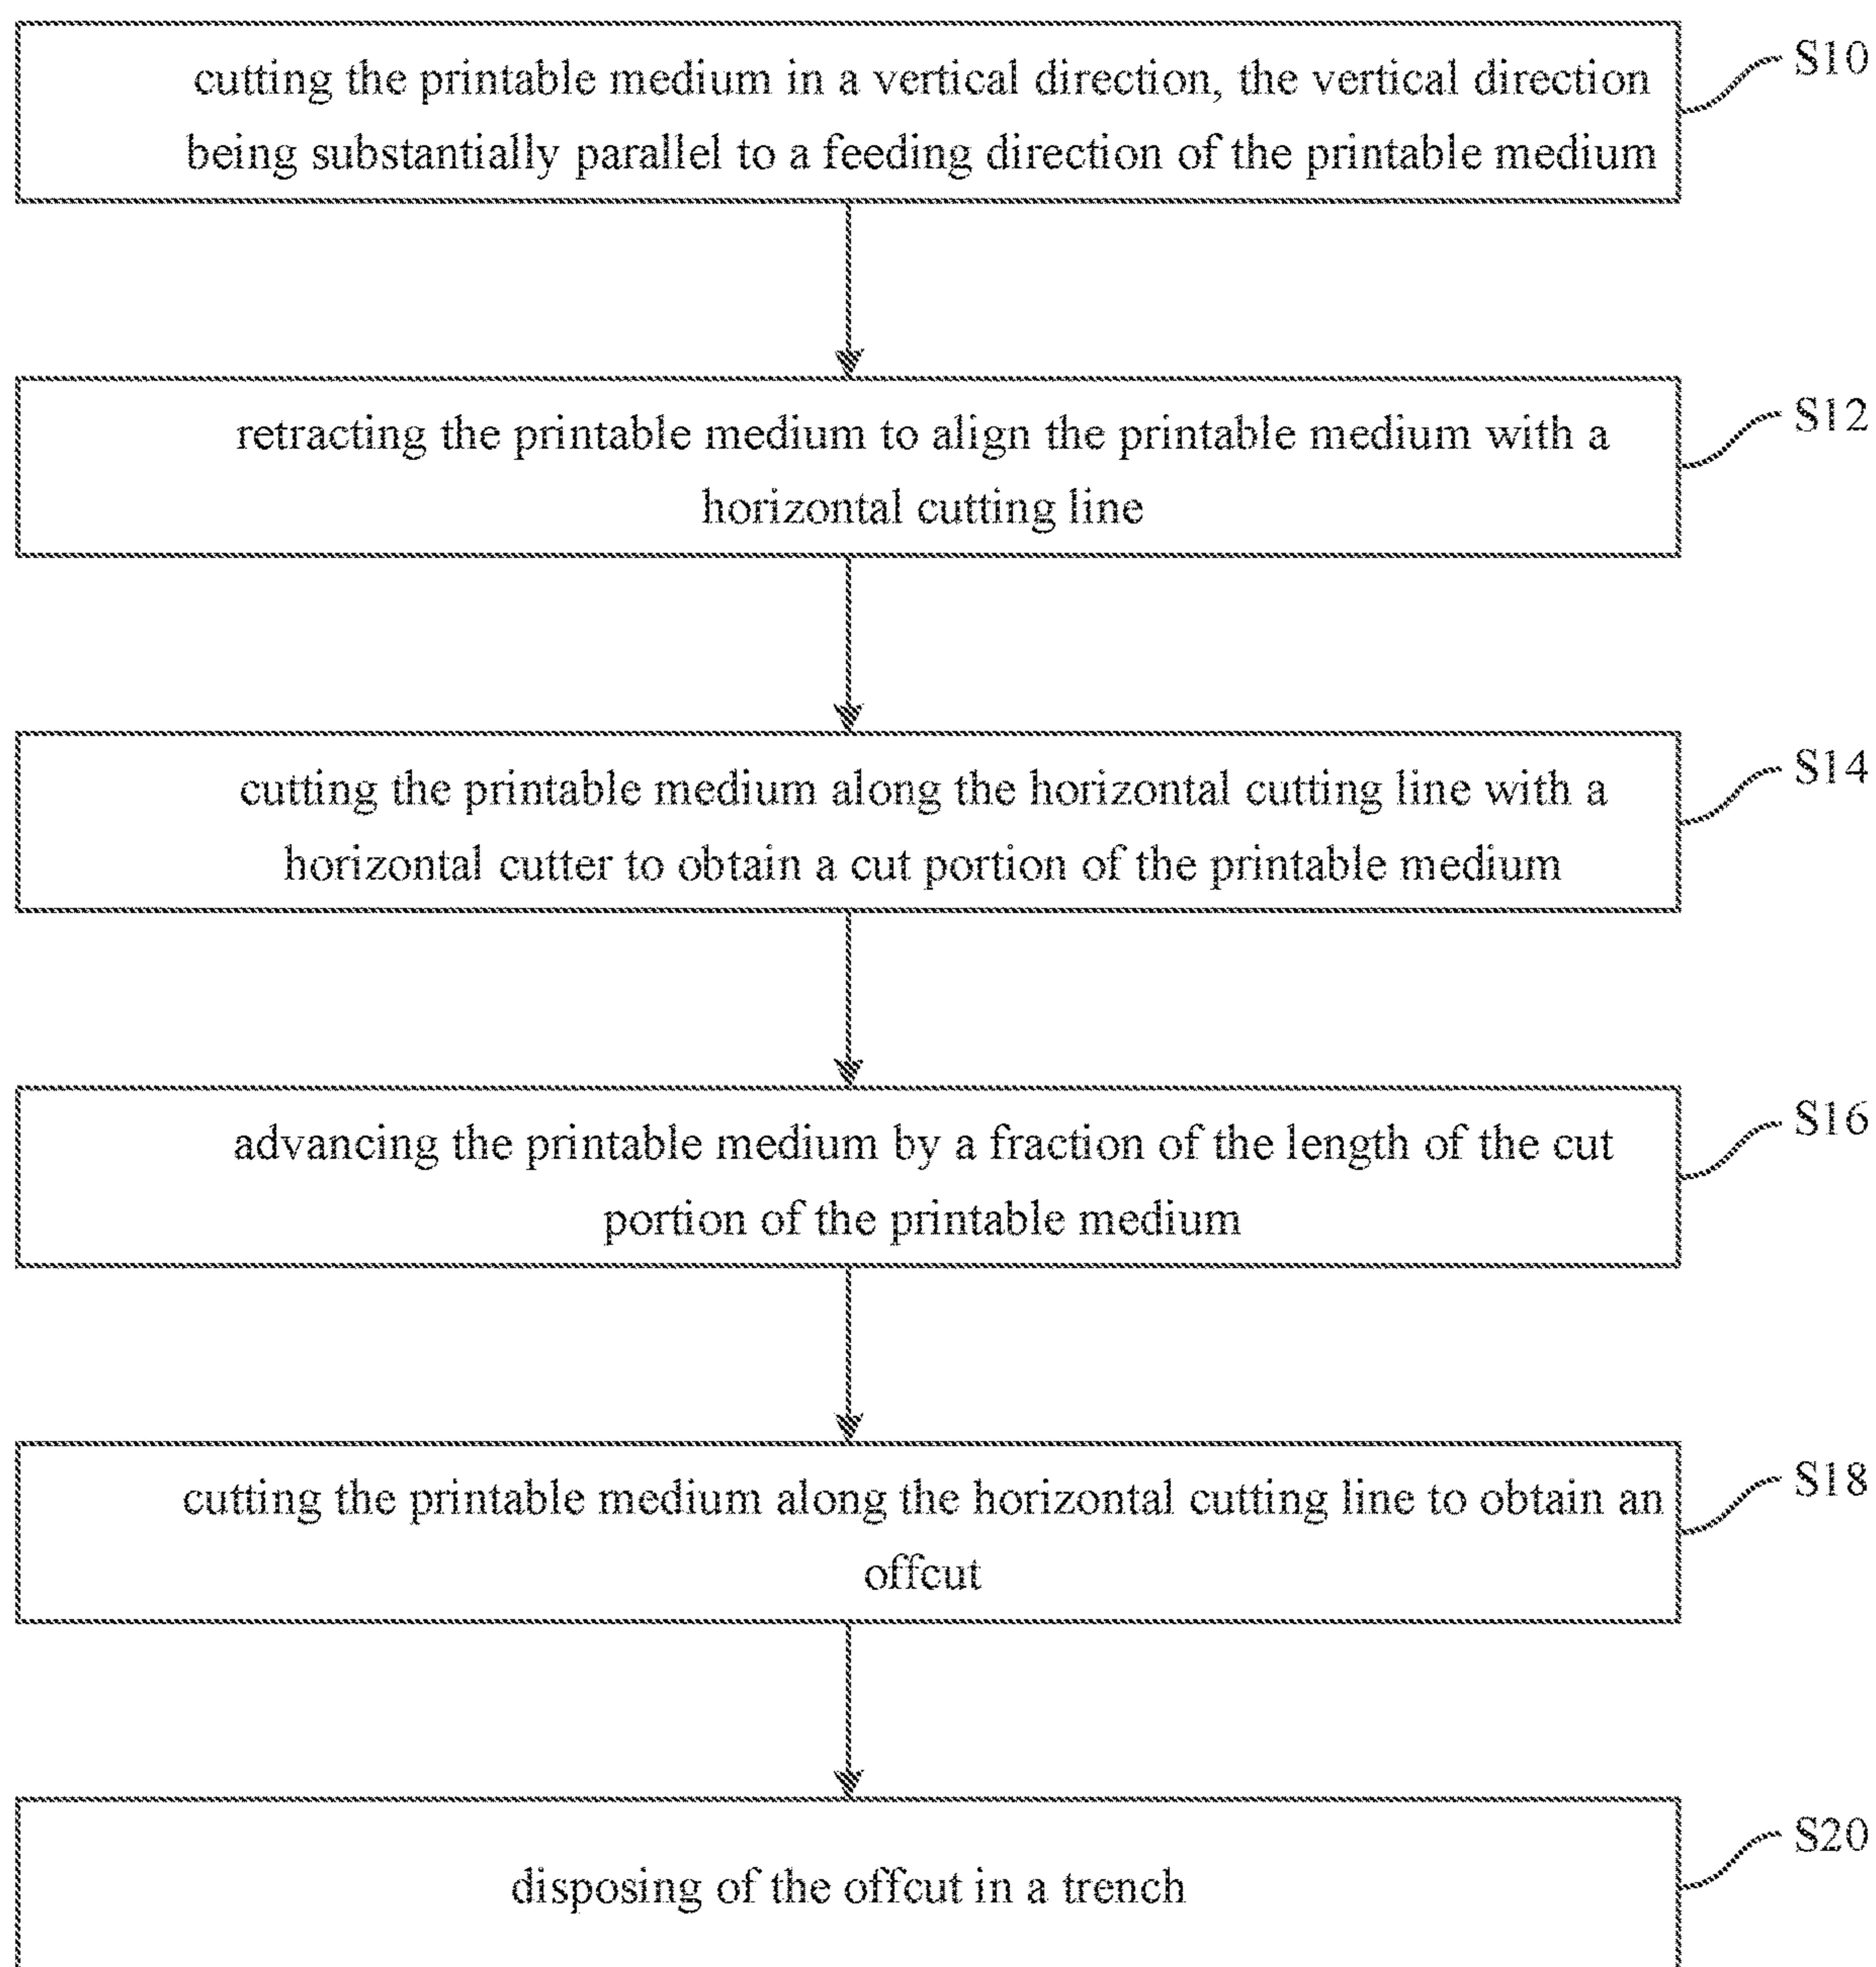 cutting the printable medium in a vertical direction, the vertical direction
being substantially parallel to a feeding direction of the printable medium
S10
retracting the printable medium to align the printable medium with a
horizontal cutting line
S12
cutting the printable medium along the horizontal cutting line with a
horizontal cutter to obtain a cut portion of the printable medium
S14
advancing the printable medium by a fraction of the length of the cut
portion of the printable medium
S16
cutting the printable medium along the horizontal cutting line to obtain an
offcut
S18
disposing of the offcut in a trench
S20